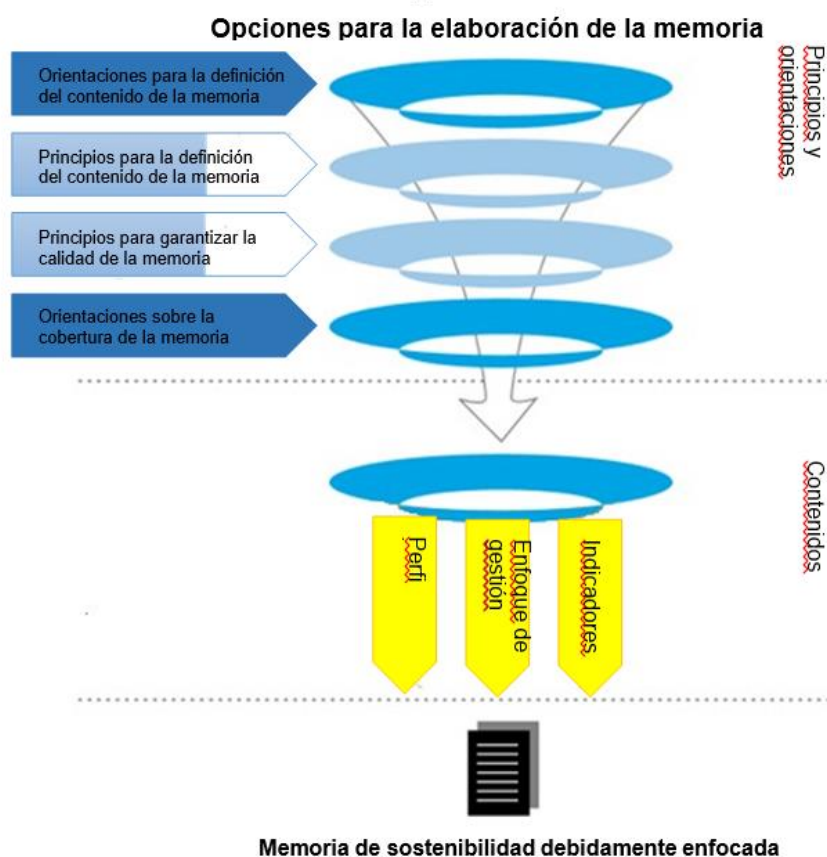 Opciones para la elaboración de la memoria
Orientaciones para la definición
del contenido de la memoria
Principios para la definición
del contenido de la memoria
Principios para garantizar la
calidad de la memoria
Orientaciones sobre la
cobertura de la memoria
Principios y
orientaciones
Contenidos
Perfi
Enfoque de
gestión
Indicadores
Memoria de sostenibilidad debidamente enfocada